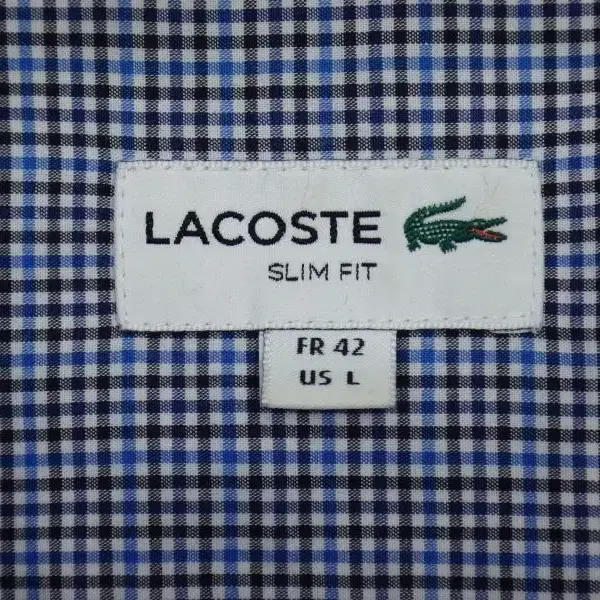 LACOSTE
SLIM FIT
FR 42
US L